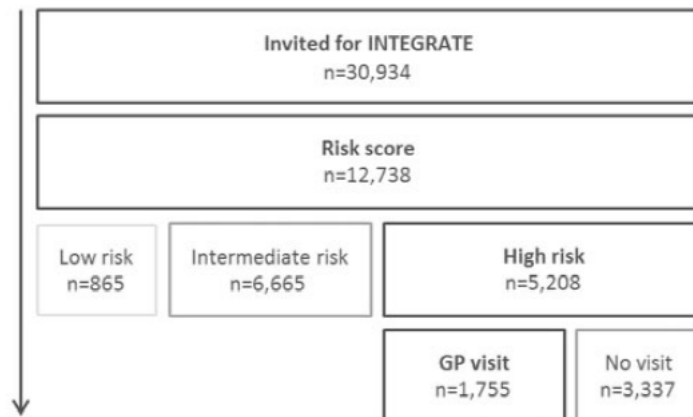 Invited for INTEGRATE
n=30,934
Risk score
n=12,738
Low risk
n=865
Intermediate risk
n=6,665
High risk
n=5,208
GP visit
n=1,755
No visit
n=3,337